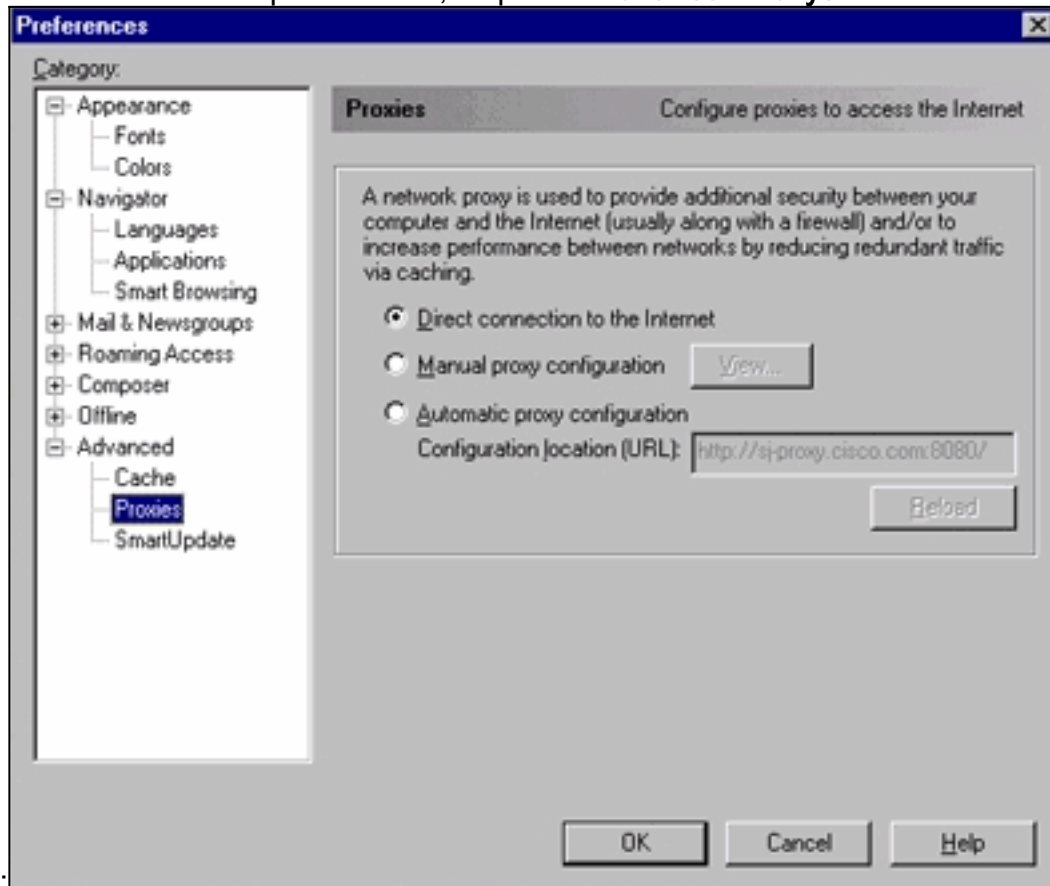 Preferences
Category:
Appearance
Fonts
Colors
Navigator
Languages
Applications
Smart Browsing
Mail & Newsgroups
Roaming Access
Composer
Offline
Advanced
Cache
Proxies
SmartUpdate
Proxies Configure proxies to access the Internet
A network proxy is used to provide additional security between your
computer and the Internet (usually along with a firewall) and/or to
increase performance between networks by reducing redundant traffic
via caching.
Direct connection to the Internet
Manual proxy configuration View...
Automatic proxy configuration
Configuration location (URL): http://sj-proxy.cisco.com:8080/
Reload
OK Cancel Help
.